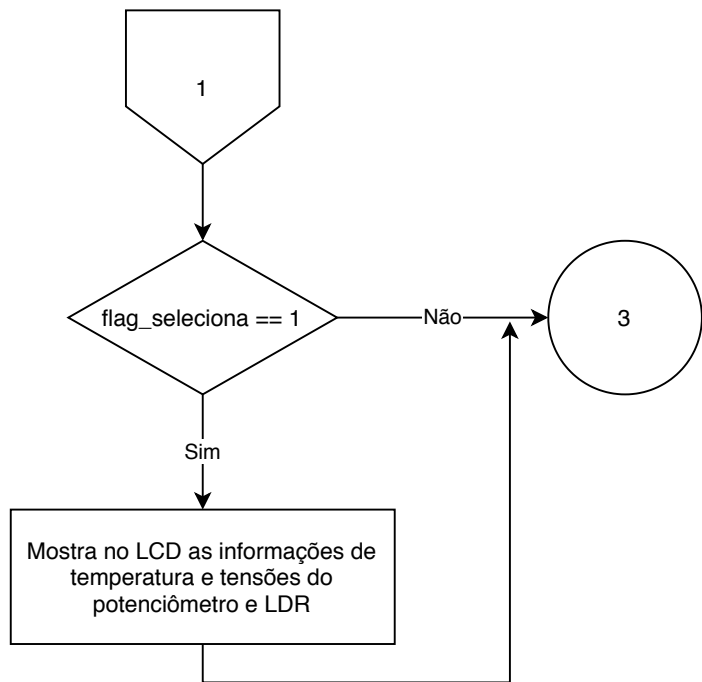 1
flag_seleciona == 1
Não
3
Sim
Mostra no LCD as informações de
temperatura e tensões do
potenciômetro e LDR